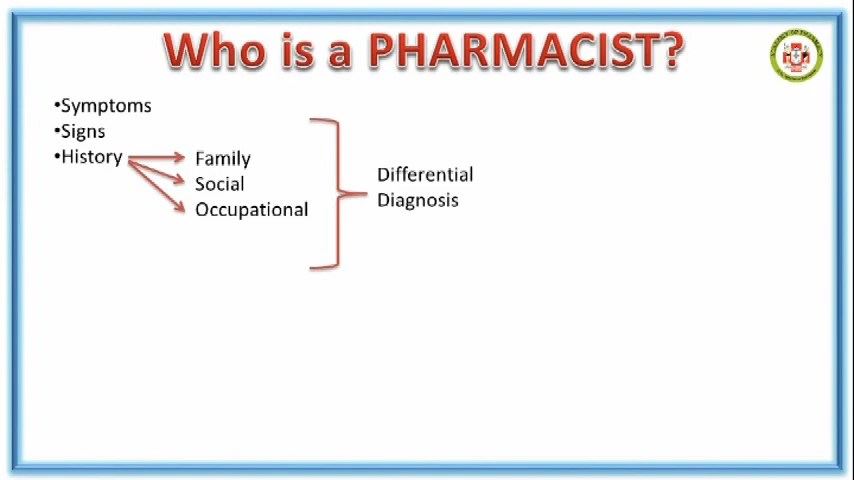 Who is a PHARMACIST?
•Symptoms
•Signs
•History
Family
Social
Occupational
Differential
Diagnosis